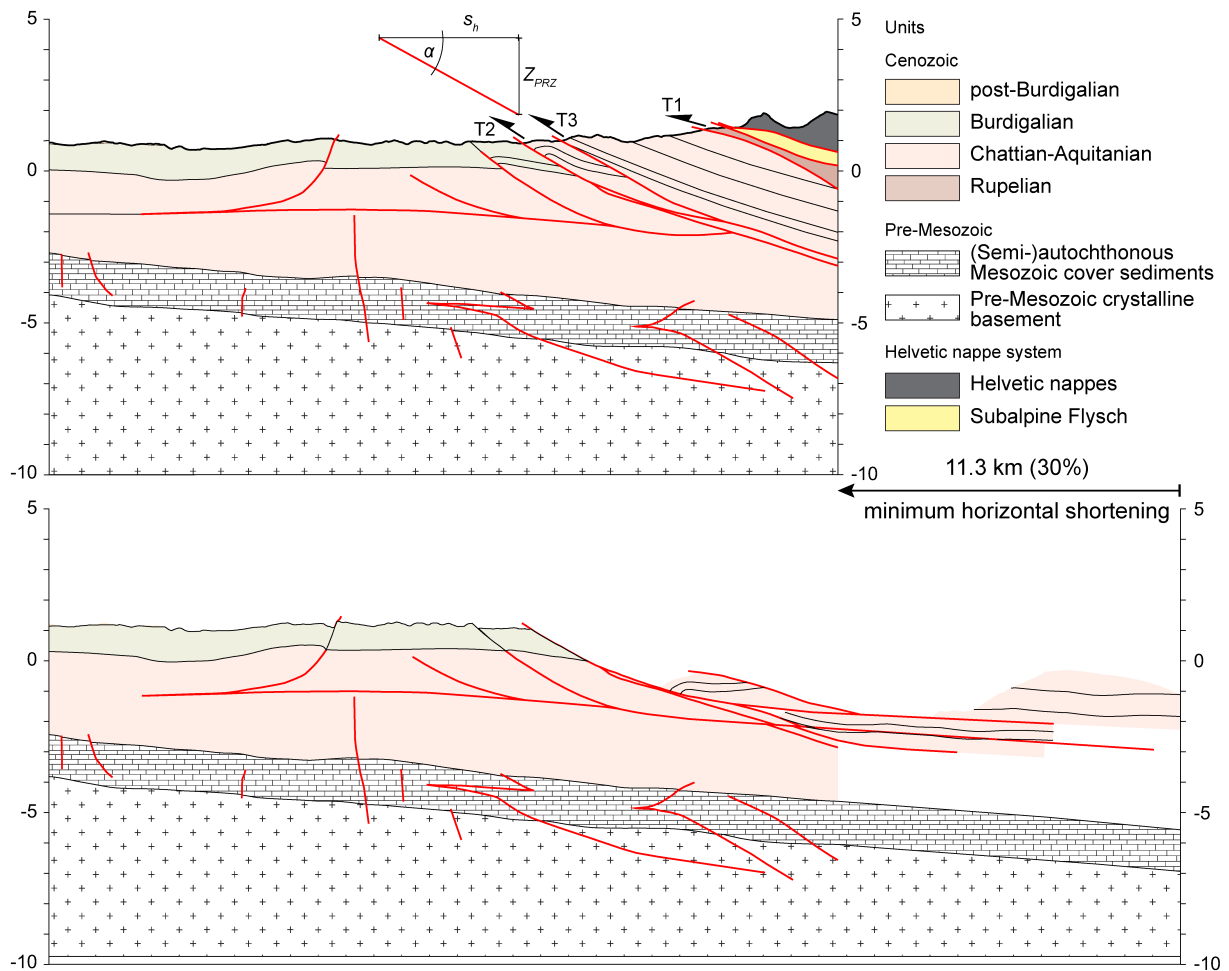 5
5
0
0
-5
-5
-10
-10
sh
α
ZPRZ
T2
T3
T1
Units
Cenozoic
post-Burdigalian
Burdigalian
Chattian-Aquitanian
Rupelian
Pre-Mesozoic
(Semi-)autochthonous
Mesozoic cover sediments
Pre-Mesozoic crystalline
basement
Helvetic nappe system
Helvetic nappes
Subalpine Flysch
11.3 km (30%)
minimum horizontal shortening
5
5
0
0
-5
-5
-10
-10